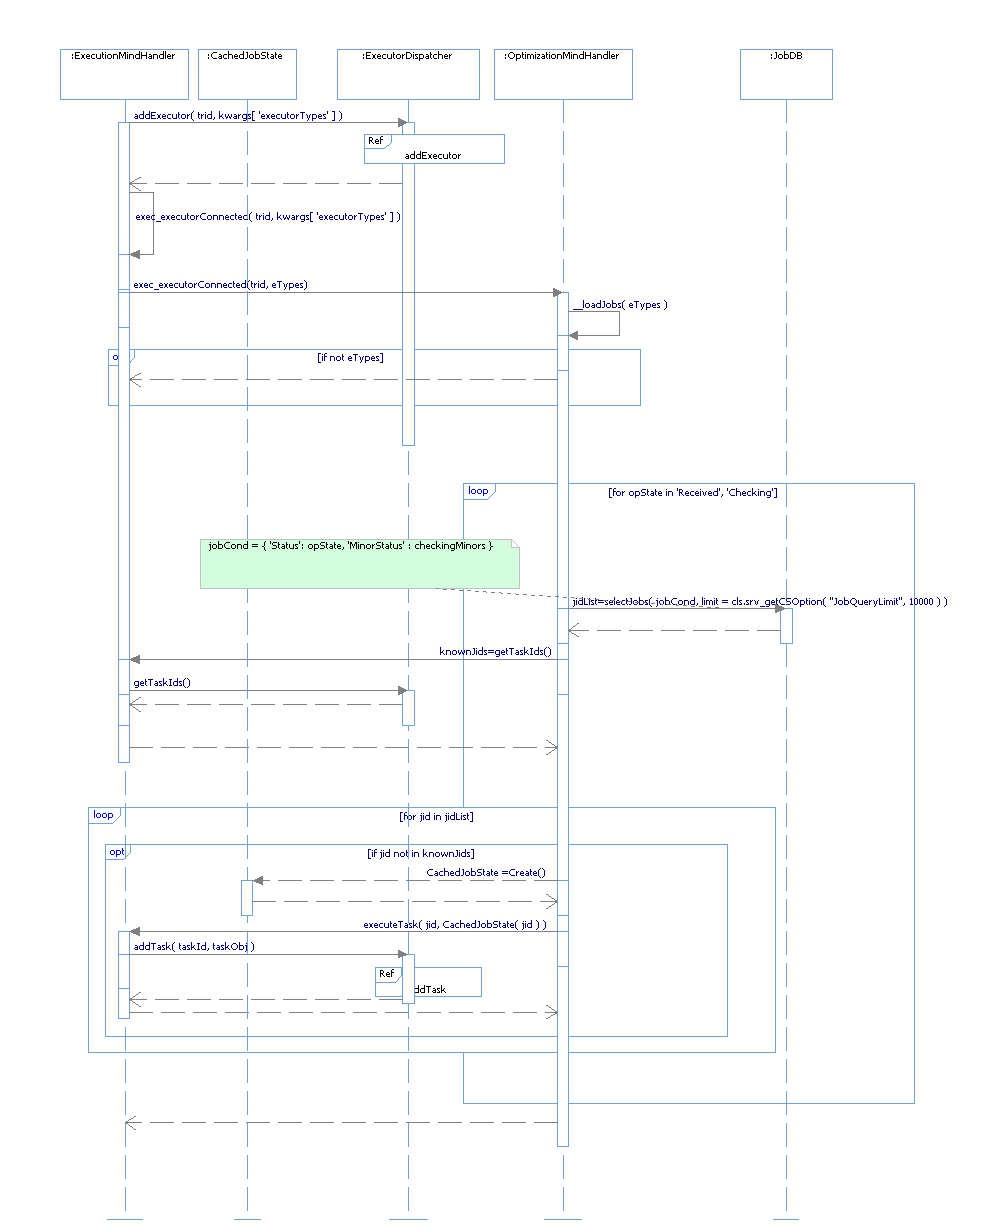 :ExecutionMindHandler
:CachedJobState
:ExecutorDispatcher
:OptimizationMindHandler
:JobDB
addExecutor( trid, kwargs[ 'executorTypes' ] )
Ref
addExecutor
exec_executorConnected( trid, kwargs[ 'executorTypes' ] )
exec_executorConnected(trid, eTypes)
__loadJobs( eTypes )
[if not eTypes]
loop
[for opState in 'Received', 'Checking']
jobCond = { 'Status': opState, 'MinorStatus' : checkingMinors }
jidList=selectJobs( jobCond, limit = cls.srv_getCSOption( "JobQueryLimit", 10000 ) )
knownJids=getTaskIds()
getTaskIds()
loop
[for jid in jidList]
opt
[if jid not in knownJids]
CachedJobState =Create()
executeTask( jid, CachedJobState( jid ) )
addTask( taskId, taskObj )
Ref
ddTask